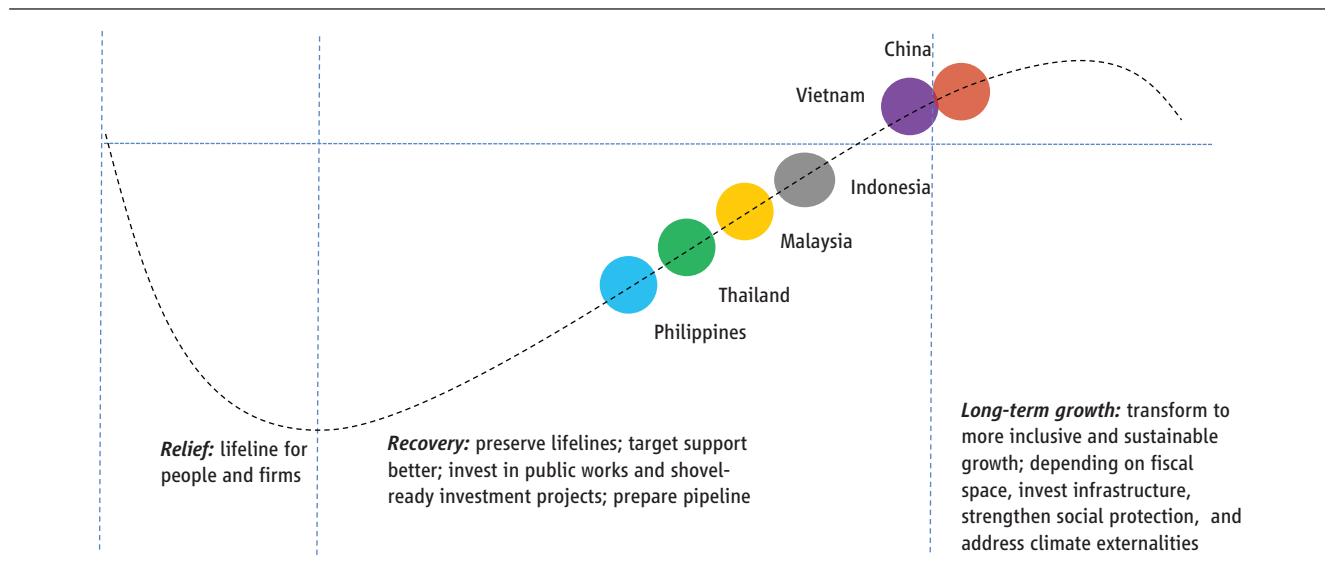 China
Vietnam
Indonesia
Malaysia
Thailand
Philippines
Relief: lifeline for
people and firms
Recovery: preserve lifelines; target support
better; invest in public works and shovel-
ready investment projects; prepare pipeline
Long-term growth: transform to
more inclusive and sustainable
growth; depending on fiscal
space, invest infrastructure,
strengthen social protection, and
address climate externalities